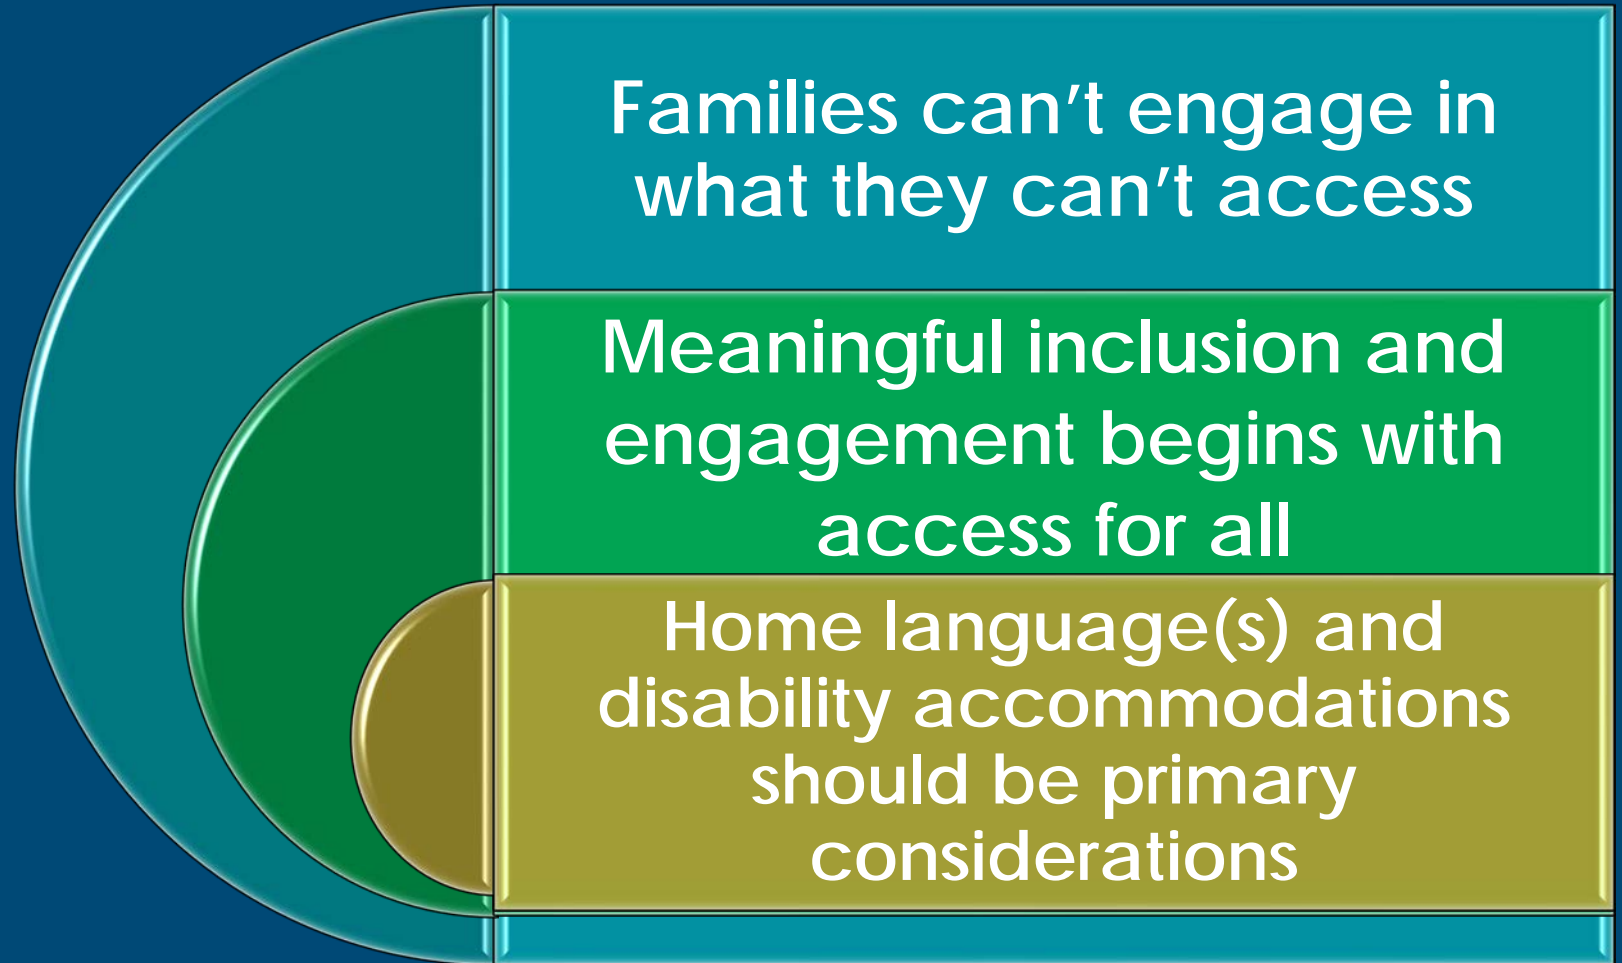 Families can’t engage in
what they can’t access
Meaningful inclusion and
engagement begins with
access for all
Home language(s) and
disability accommodations
should be primary
considerations